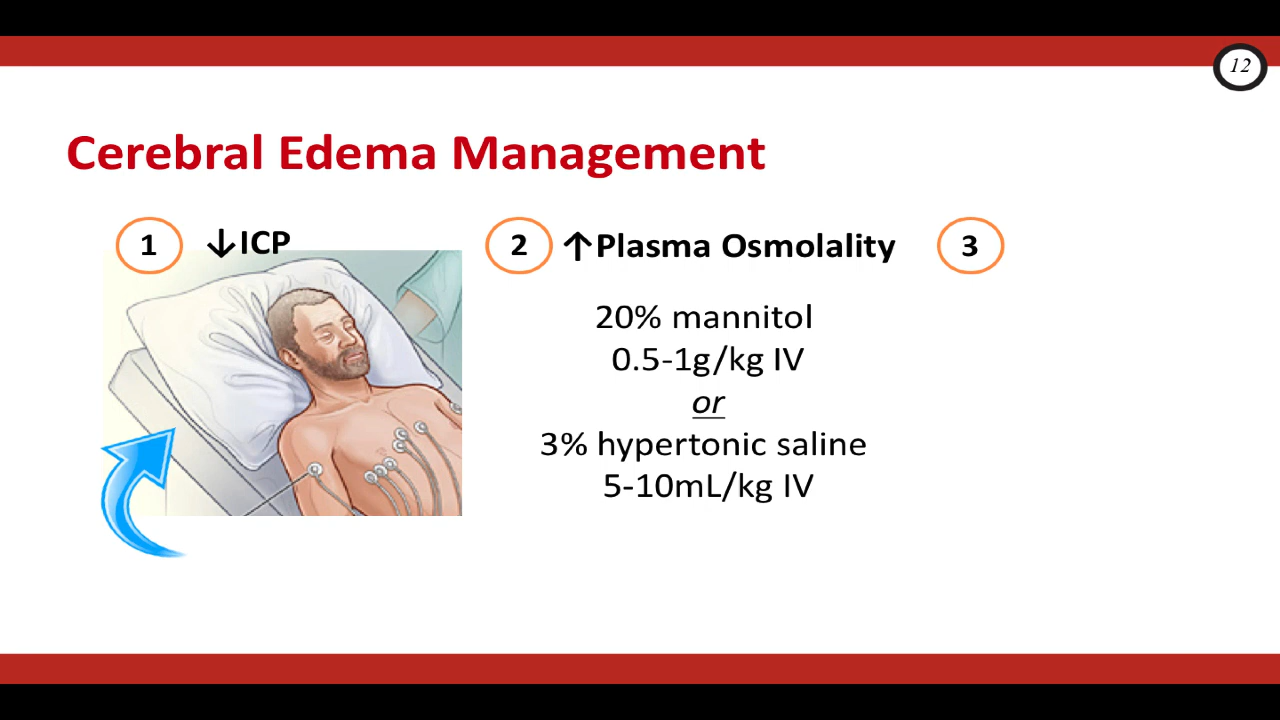 12
Cerebral Edema Management
1 ↓ICP
2 ↑Plasma Osmolality
3
20% mannitol
0.5-1g/kg IV
or
3% hypertonic saline
5-10mL/kg IV